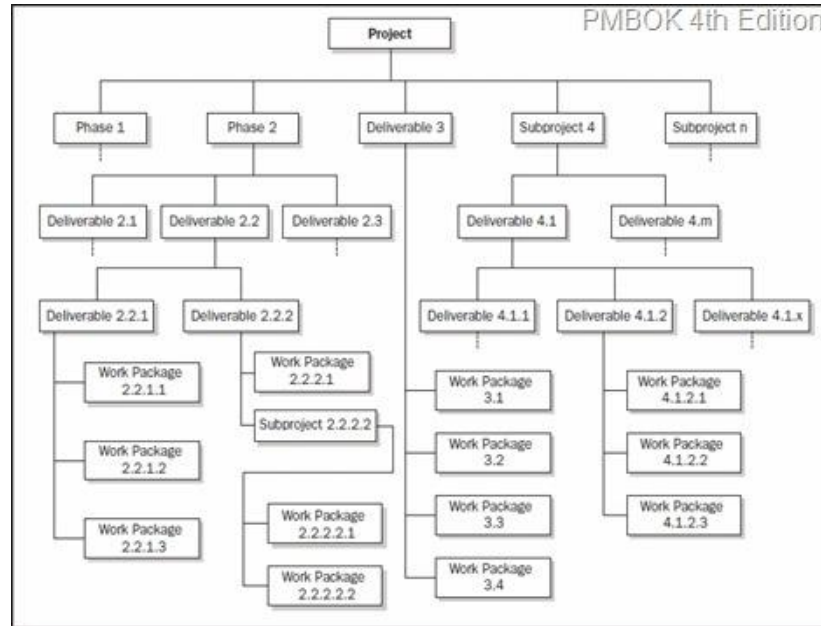 PMBOK 4th Edition
Project
Phase 1
Phase 2
Deliverable 3
Subproject 4
Subproject n
Deliverable 2.1
Deliverable 2.2
Deliverable 2.3
Deliverable 4.1
Deliverable 4.m
Deliverable 2.2.1
Deliverable 2.2.2
Deliverable 4.1.1
Deliverable 4.1.2
Deliverable 4.1.x
Work Package
2.2.1.1
Work Package
2.2.1.2
Work Package
2.2.1.3
Work Package
2.2.2.1
Subproject 2.2.2.2
Work Package
2.2.2.2.1
Work Package
2.2.2.2.2
Work Package
3.1
Work Package
3.2
Work Package
3.3
Work Package
3.4
Work Package
4.1.2.1
Work Package
4.1.2.2
Work Package
4.1.2.3